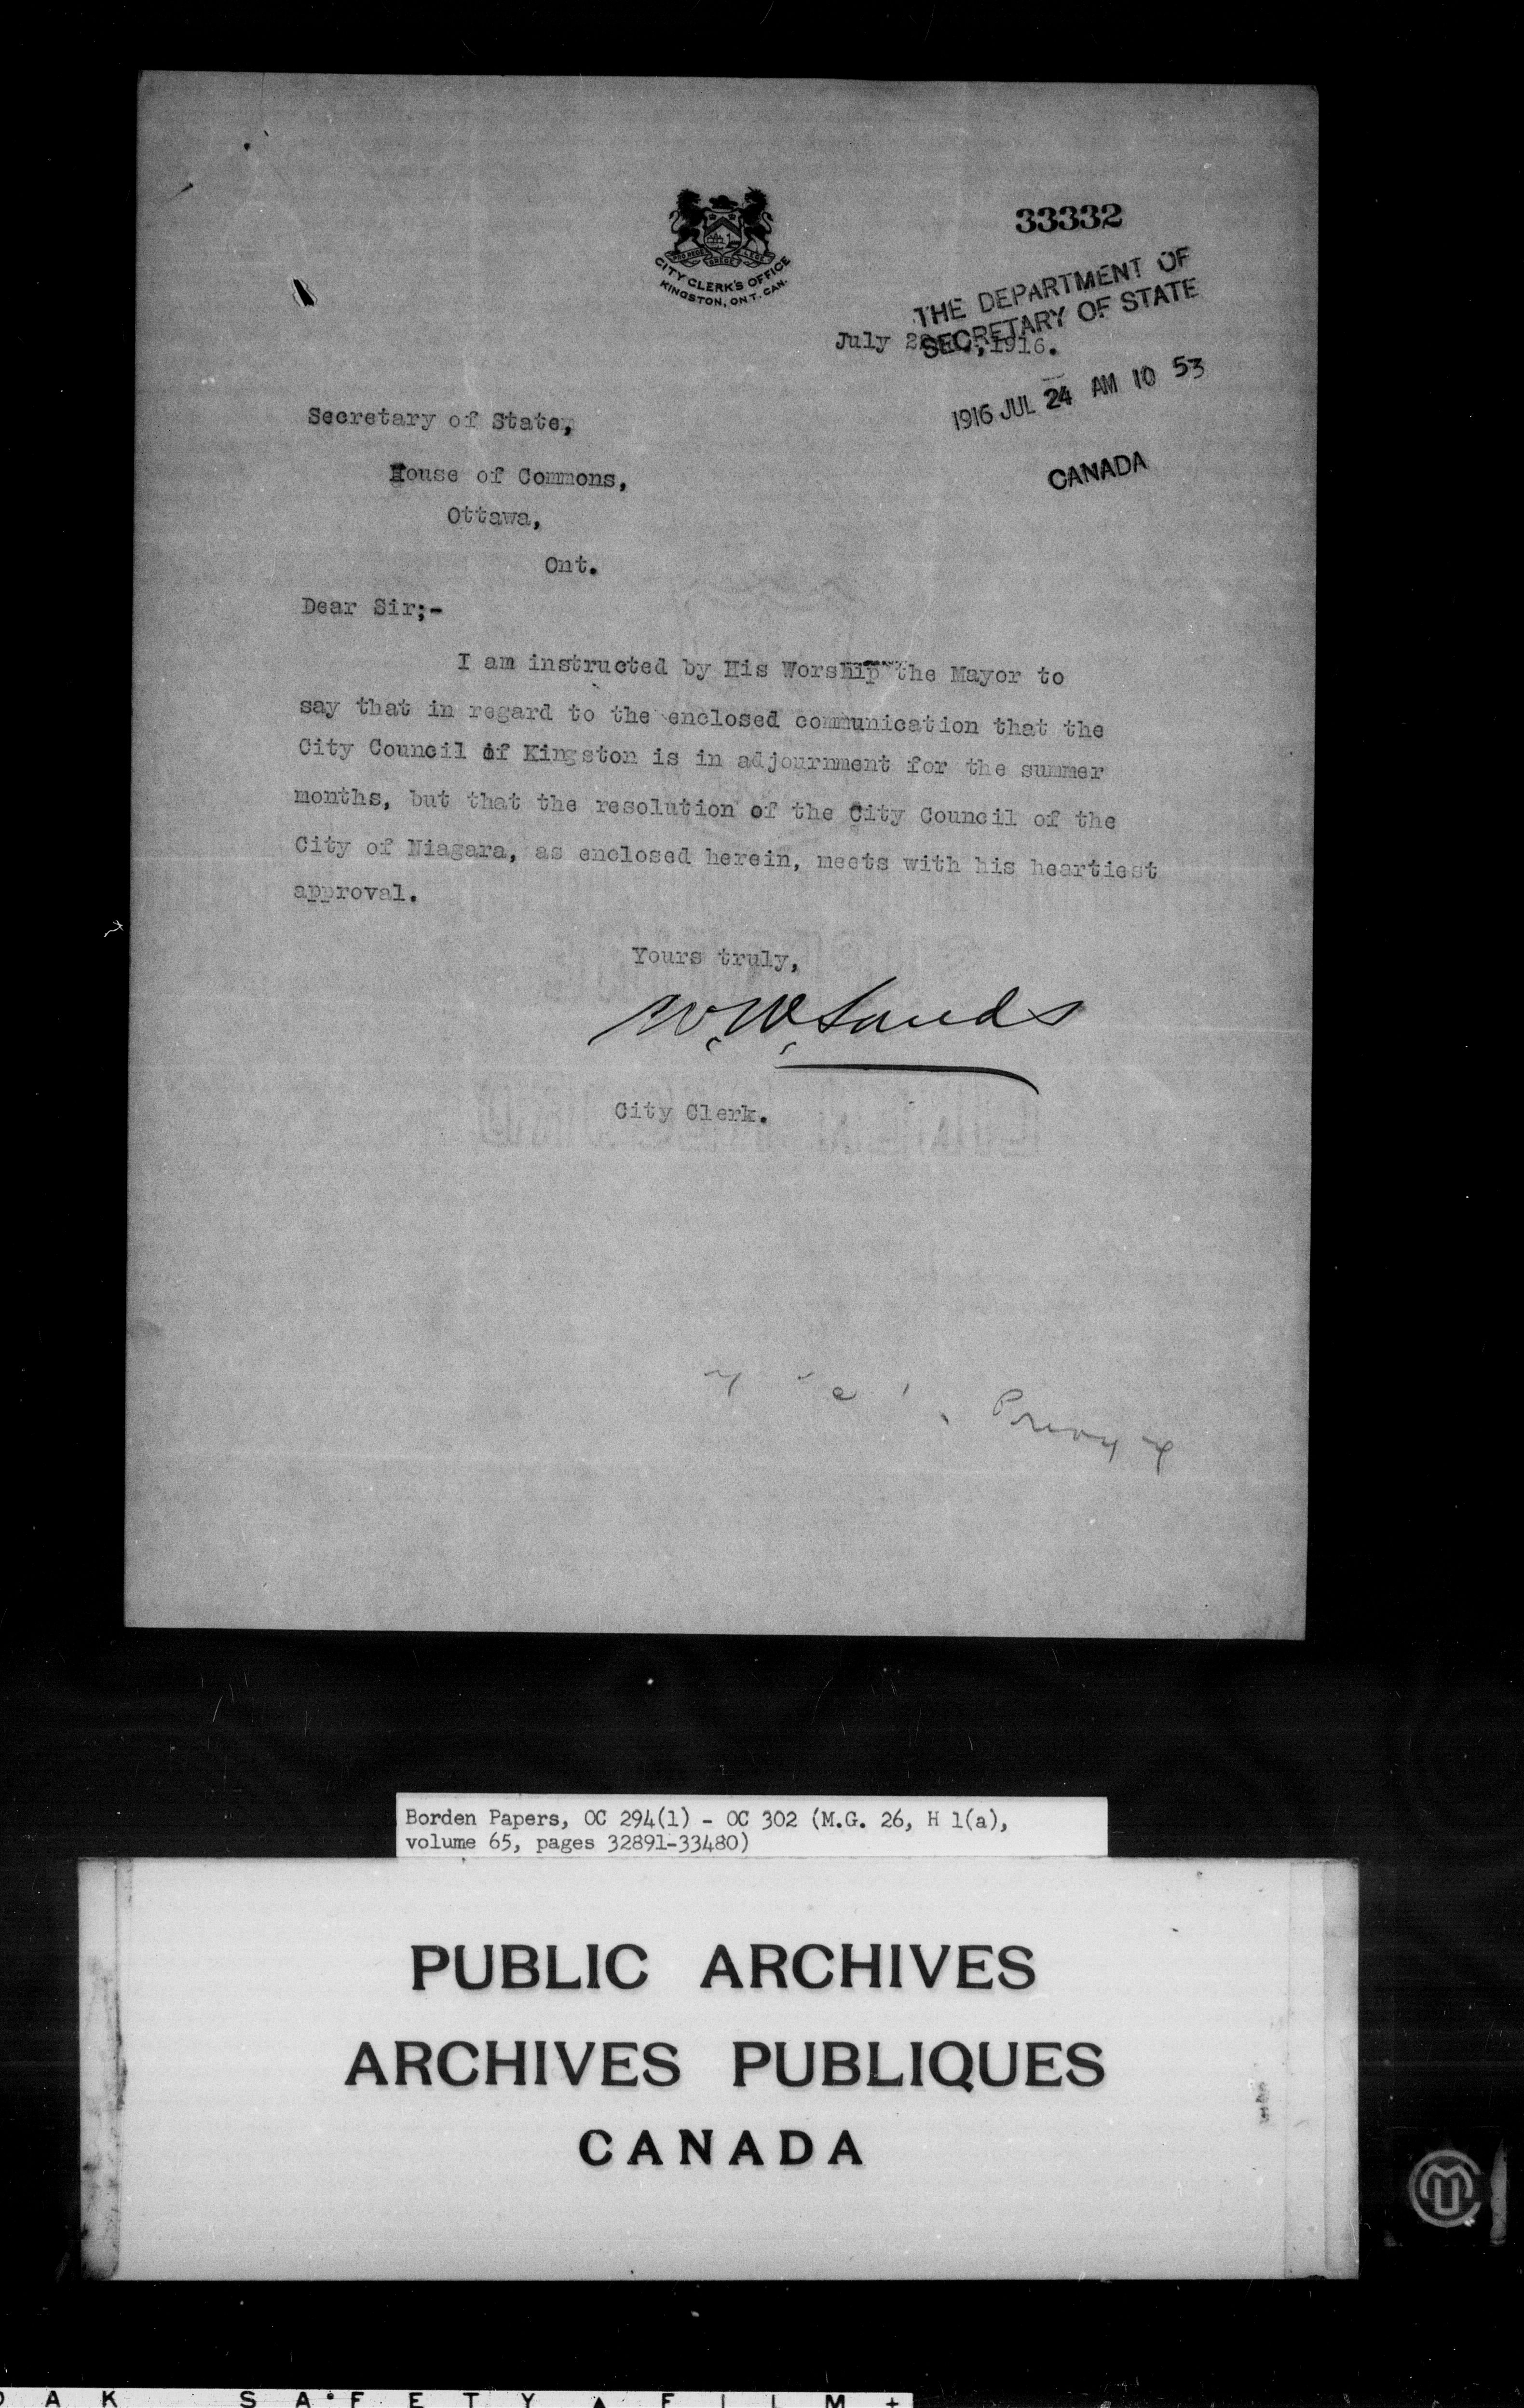 33332
CITY CLERK'S OFFICE
KINGSTON, ONT. CAN.
THE DEPARTMENT OF
SECRETARY OF STATE
July 1916.
1916 JUL 24 AM 10 53
CANADA
Secretary of State,
House of Commons,
Ottawa,
Ont.
Dear Sir;-
I am instructed by His Worship the Mayor to
say that in regard to the enclosed communication that the
City Council of Kingston is in adjournment for the summer
months, but that the resolution of the City Council of the
City of Niagara, as enclosed herein, meets with his heartiest
approval.
Yours truly,
W. W. Sands
City Clerk.
Borden Papers, OC 294(1) - OC 302 (M.G. 26, H 1(a),
volume 65, pages 32891-33480)
PUBLIC ARCHIVES
ARCHIVES PUBLIQUES
CANADA
A K SAFETY ▲ FILM +